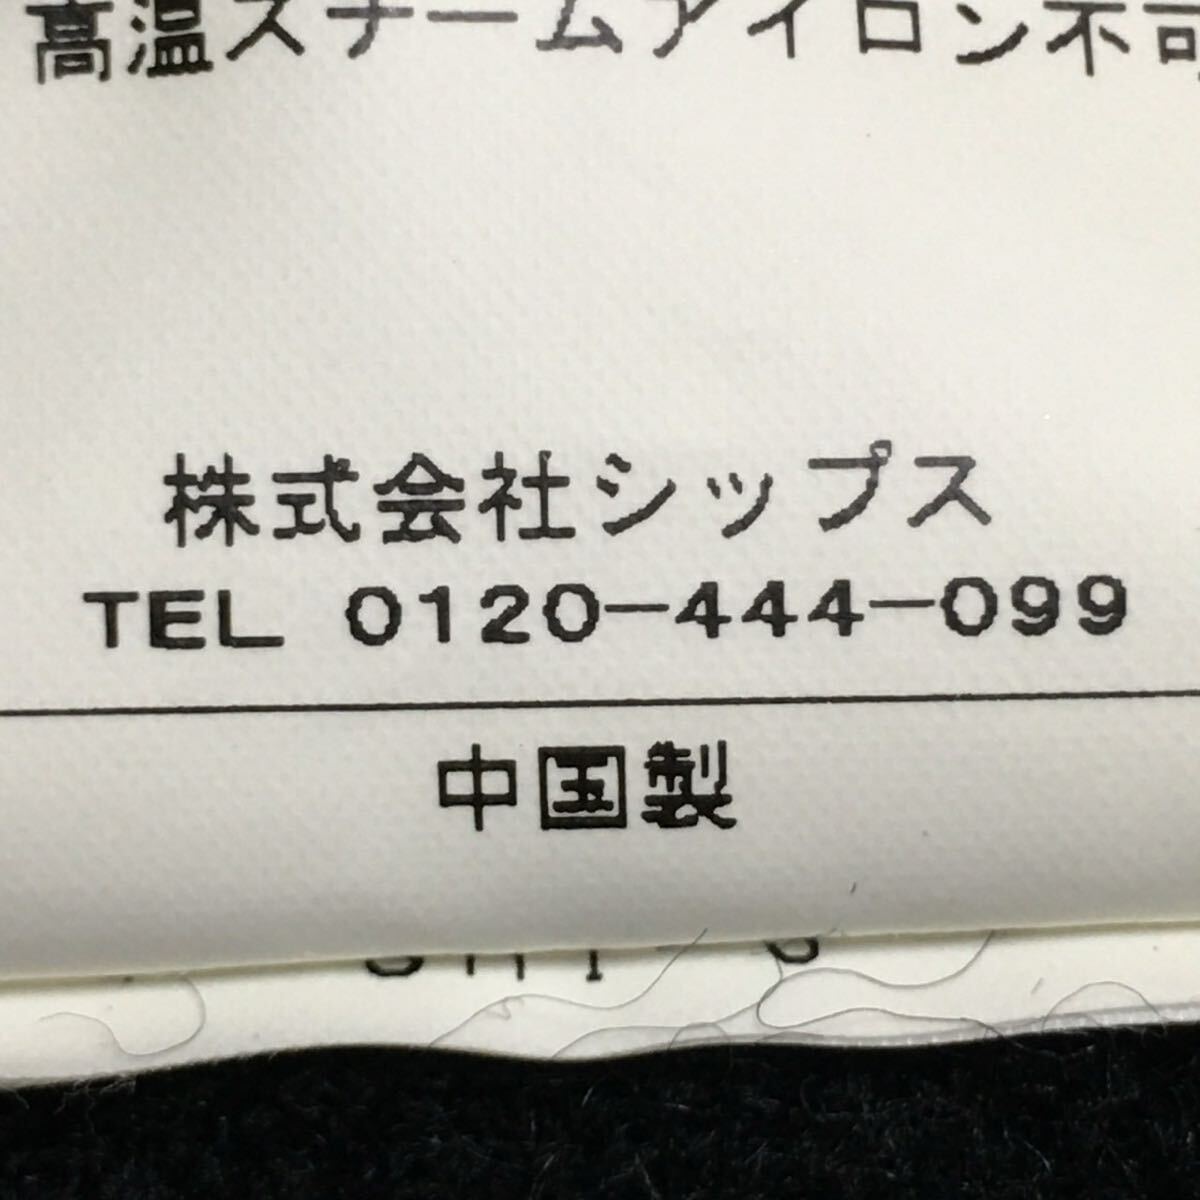 高温スチームアイロン不可
株式会社シップス
TEL 0120-444-099
中国製